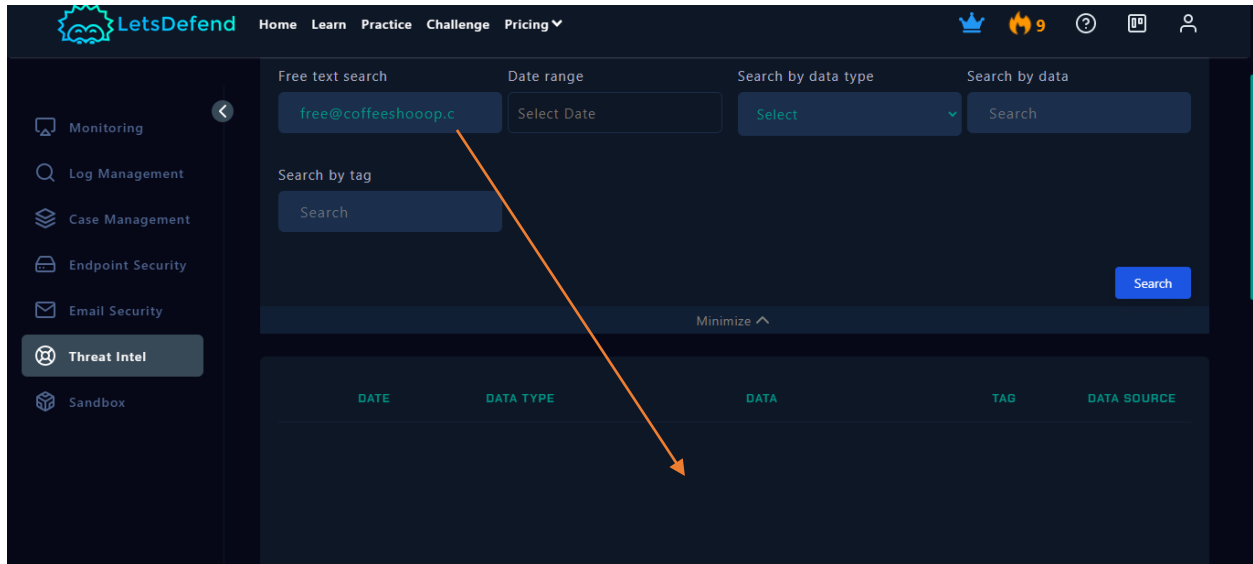 LetsDefend Home Learn Practice Challenge Pricing 9
Free text search Date range Search by data type Search by data
free@coffeeshooop.c Select Date Select Search
Search by tag
Search
Search
Minimize
Monitoring
Log Management
Case Management
Endpoint Security
Email Security
Threat Intel
Sandbox
DATE DATA TYPE DATA TAG DATA SOURCE